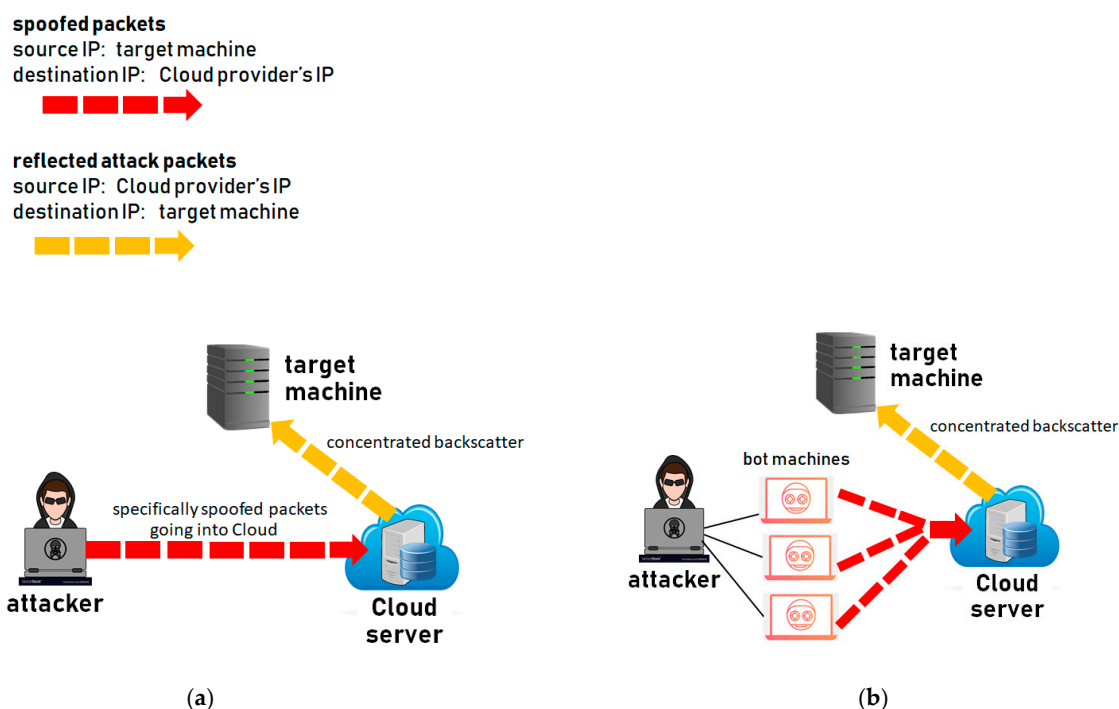 spoofed packets
source IP: target machine
destination IP: Cloud provider's IP
reflected attack packets
source IP: Cloud provider's IP
destination IP: target machine
target
machine
concentrated backscatter
specifically spoofed packets
going into Cloud
attacker
Cloud
server
(a)
target
machine
concentrated backscatter
bot machines
attacker
Cloud
server
(b)